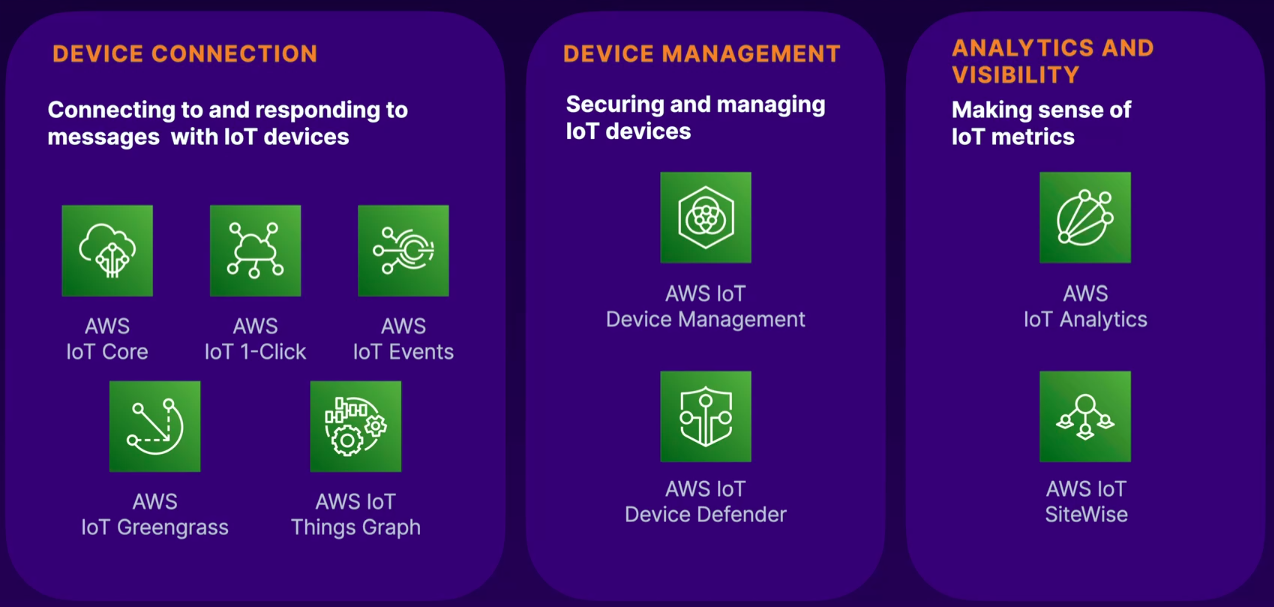 DEVICE CONNECTION
Connecting to and responding to
messages with IoT devices
AWS
IoT Core
AWS
IoT 1-Click
AWS
IoT Events
AWS
IoT Greengrass
AWS IoT
Things Graph
DEVICE MANAGEMENT
Securing and managing
IoT devices
AWS IoT
Device Management
AWS IoT
Device Defender
ANALYTICS AND
VISIBILITY
Making sense of
IoT metrics
AWS
IoT Analytics
AWS IoT
SiteWise